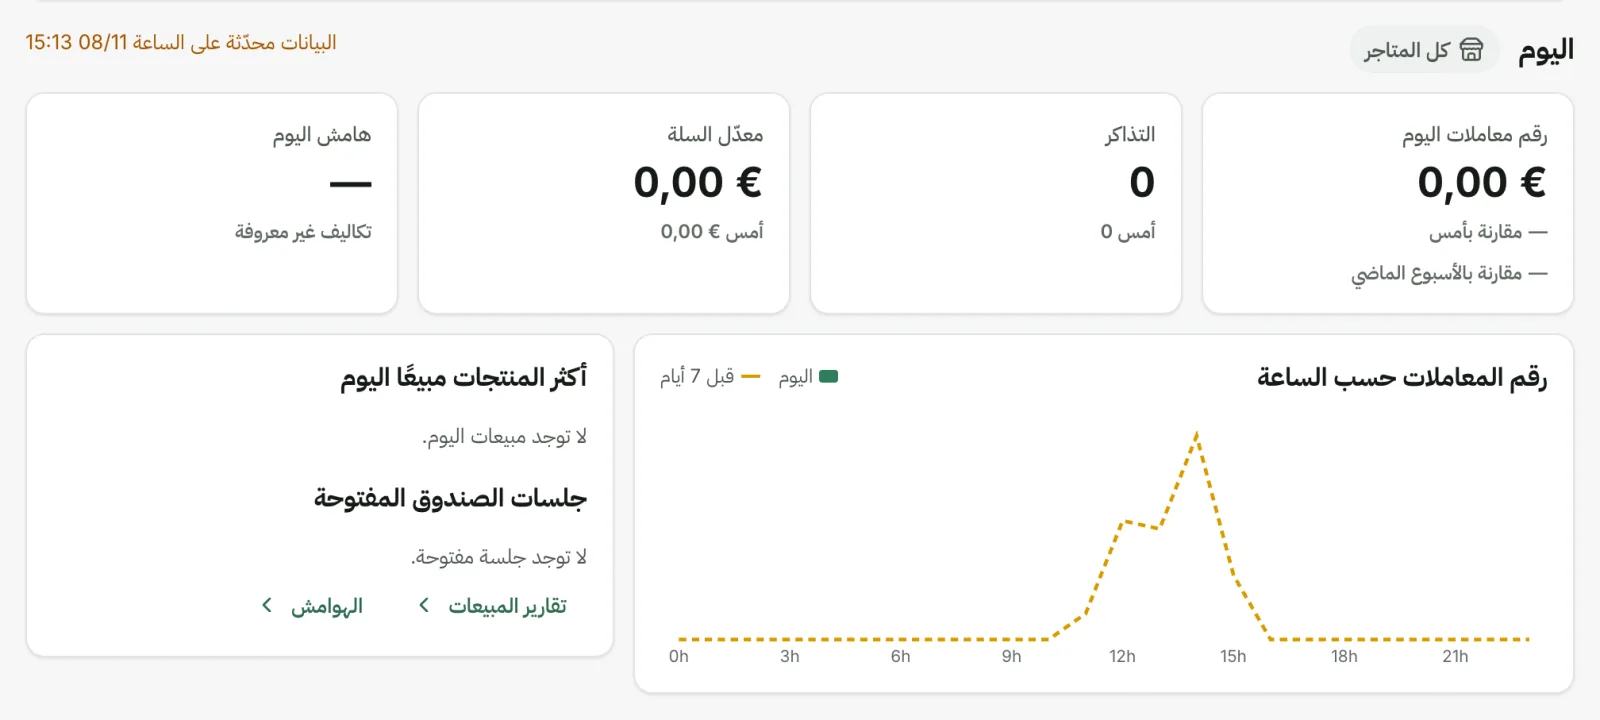 اليوم
كل المتاجر
البيانات محدّثة على الساعة 08/11 15:13
رقم معاملات اليوم
0,00 €
— مقارنة بأمس
— مقارنة بالأسبوع الماضي
التذاكر
0
أمس 0
معدّل السلة
0,00 €
أمس 0,00 €
هامش اليوم
—
تكاليف غير معروفة
رقم المعاملات حسب الساعة
اليوم
قبل 7 أيام
0h 3h 6h 9h 12h 15h 18h 21h
أكثر المنتجات مبيعًا اليوم
لا توجد مبيعات اليوم.
جلسات الصندوق المفتوحة
لا توجد جلسة مفتوحة.
تقارير المبيعات
الهوامش